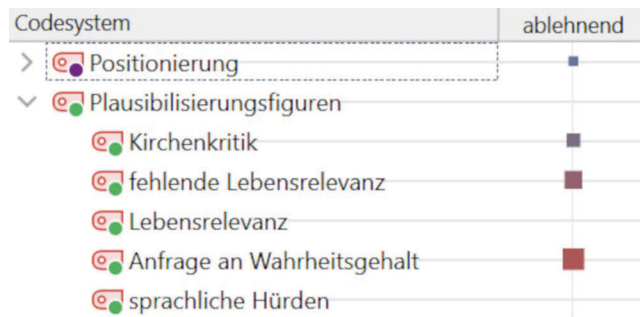 Codesystem ablehnend
Positionierung
Plausibilisierungsfiguren
Kirchenkritik
fehlende Lebensrelevanz
Lebensrelevanz
Anfrage an Wahrheitsgehalt
sprachliche Hürden